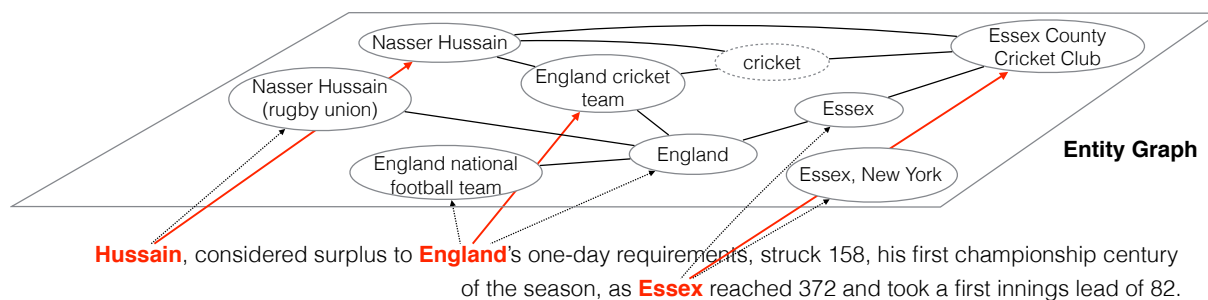 Nasser Hussain
Essex County
Cricket Club
cricket
England cricket
team
Nasser Hussain
(rugby union)
Essex
Entity Graph
England
England national
football team
Essex, New York
Hussain, considered surplus to England's one-day requirements, struck 158, his first championship century
of the season, as Essex reached 372 and took a first innings lead of 82.